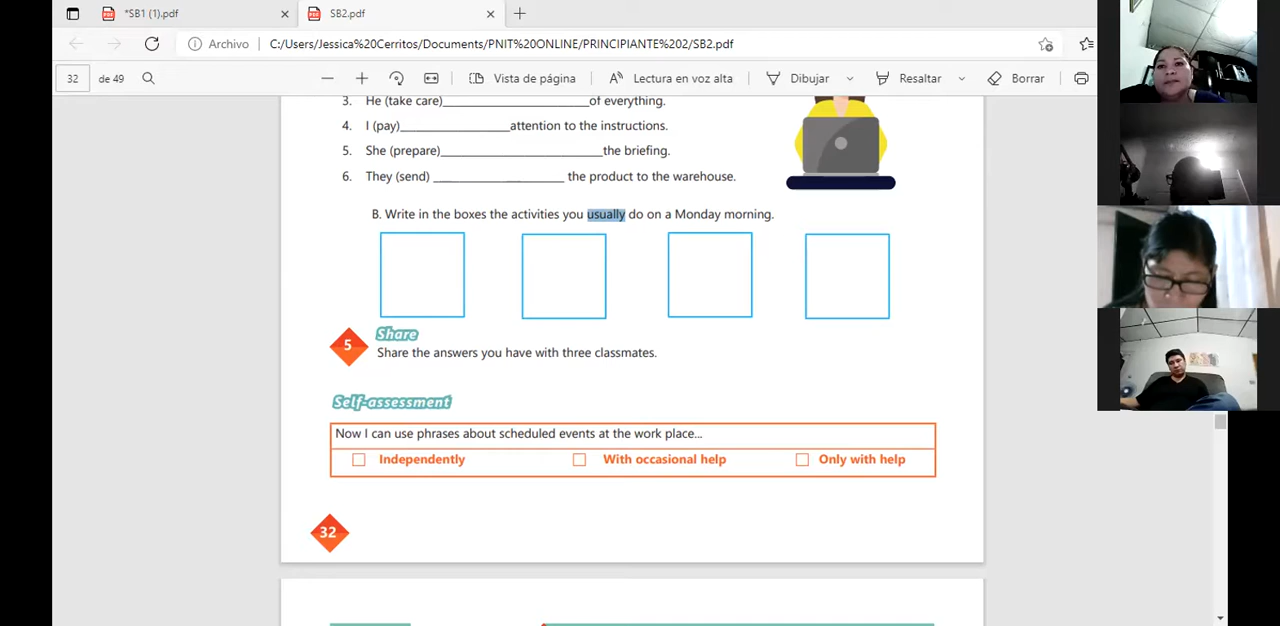 *SB1 (1).pdf
SB2.pdf
Archivo
C:/Users/Jessica%20Cerritos/Documents/PNIT%20ONLINE/PRINCIPIANTE%202/SB2.pdf
32
de 49
Vista de página
Lectura en voz alta
Dibujar
Resaltar
Borrar
3. He (take care)____________________of everything.
4. I (pay)________________attention to the instructions.
5. She (prepare)______________________the briefing.
6. They (send) __________________ the product to the warehouse.
B. Write in the boxes the activities you usually do on a Monday morning.
5
Share
Share the answers you have with three classmates.
Self-assessment
Now I can use phrases about scheduled events at the work place...
Independently
With occasional help
Only with help
32